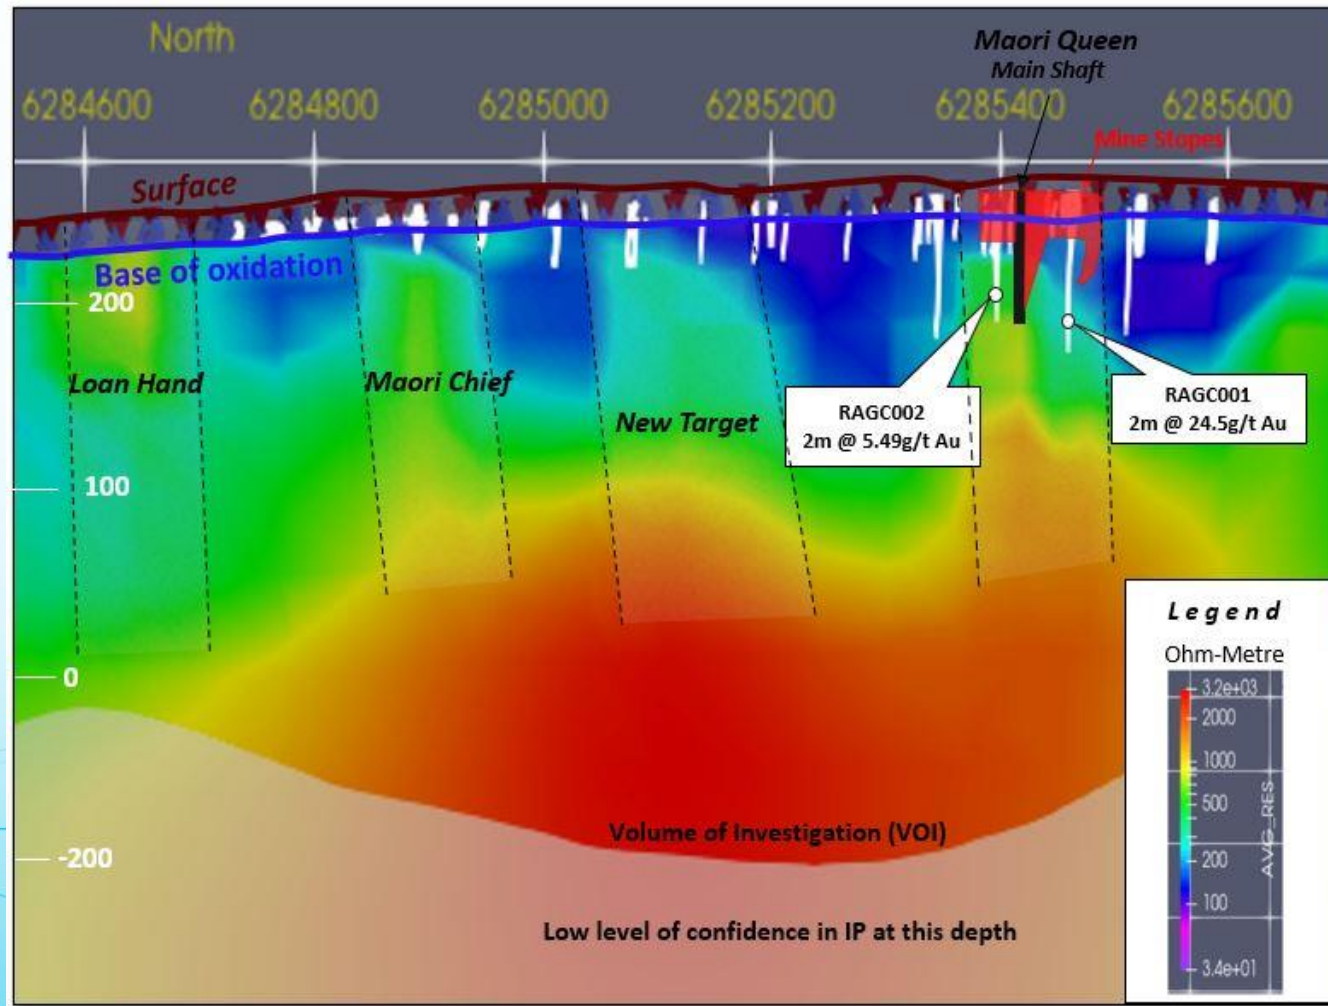 North
Maori Queen
Main Shaft
6284600 6284800 6285000 6285200 6285400 6285600
Mine Stopes
Surface
Base of oxidation
200
Loan Hand
Maori Chief
New Target
RAGC002
2m @ 5.49g/t Au
RAGC001
2m @ 24.5g/t Au
100
0
-200
Volume of Investigation (VOI)
Low level of confidence in IP at this depth
Legend
Ohm-Metre
3.2e+03
2000
1000
500
200
100
3.4e+01
AVG_RES